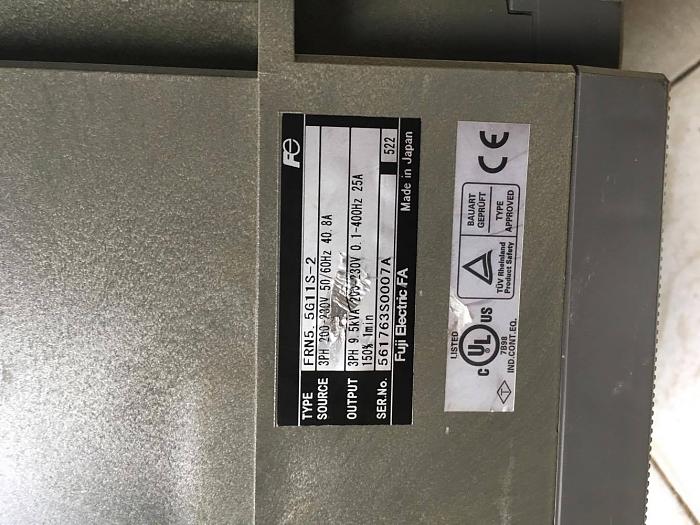 Fe
TYPE FRN5.5G11S-2
SOURCE 3PH 200-230V 50/60Hz 40.8A
OUTPUT 3PH 9.5kVA 200-230V 0.1-400Hz 25A
150% 1min
SER.No. 561763S0007A 522
Fuji Electric FA Made in Japan
LISTED
C UL US
7B98
IND.CONT.EQ.
T
BAUART
GEPRÜFT
TYPE
APPROVED
TÜV Rheinland
Product Safety
CE